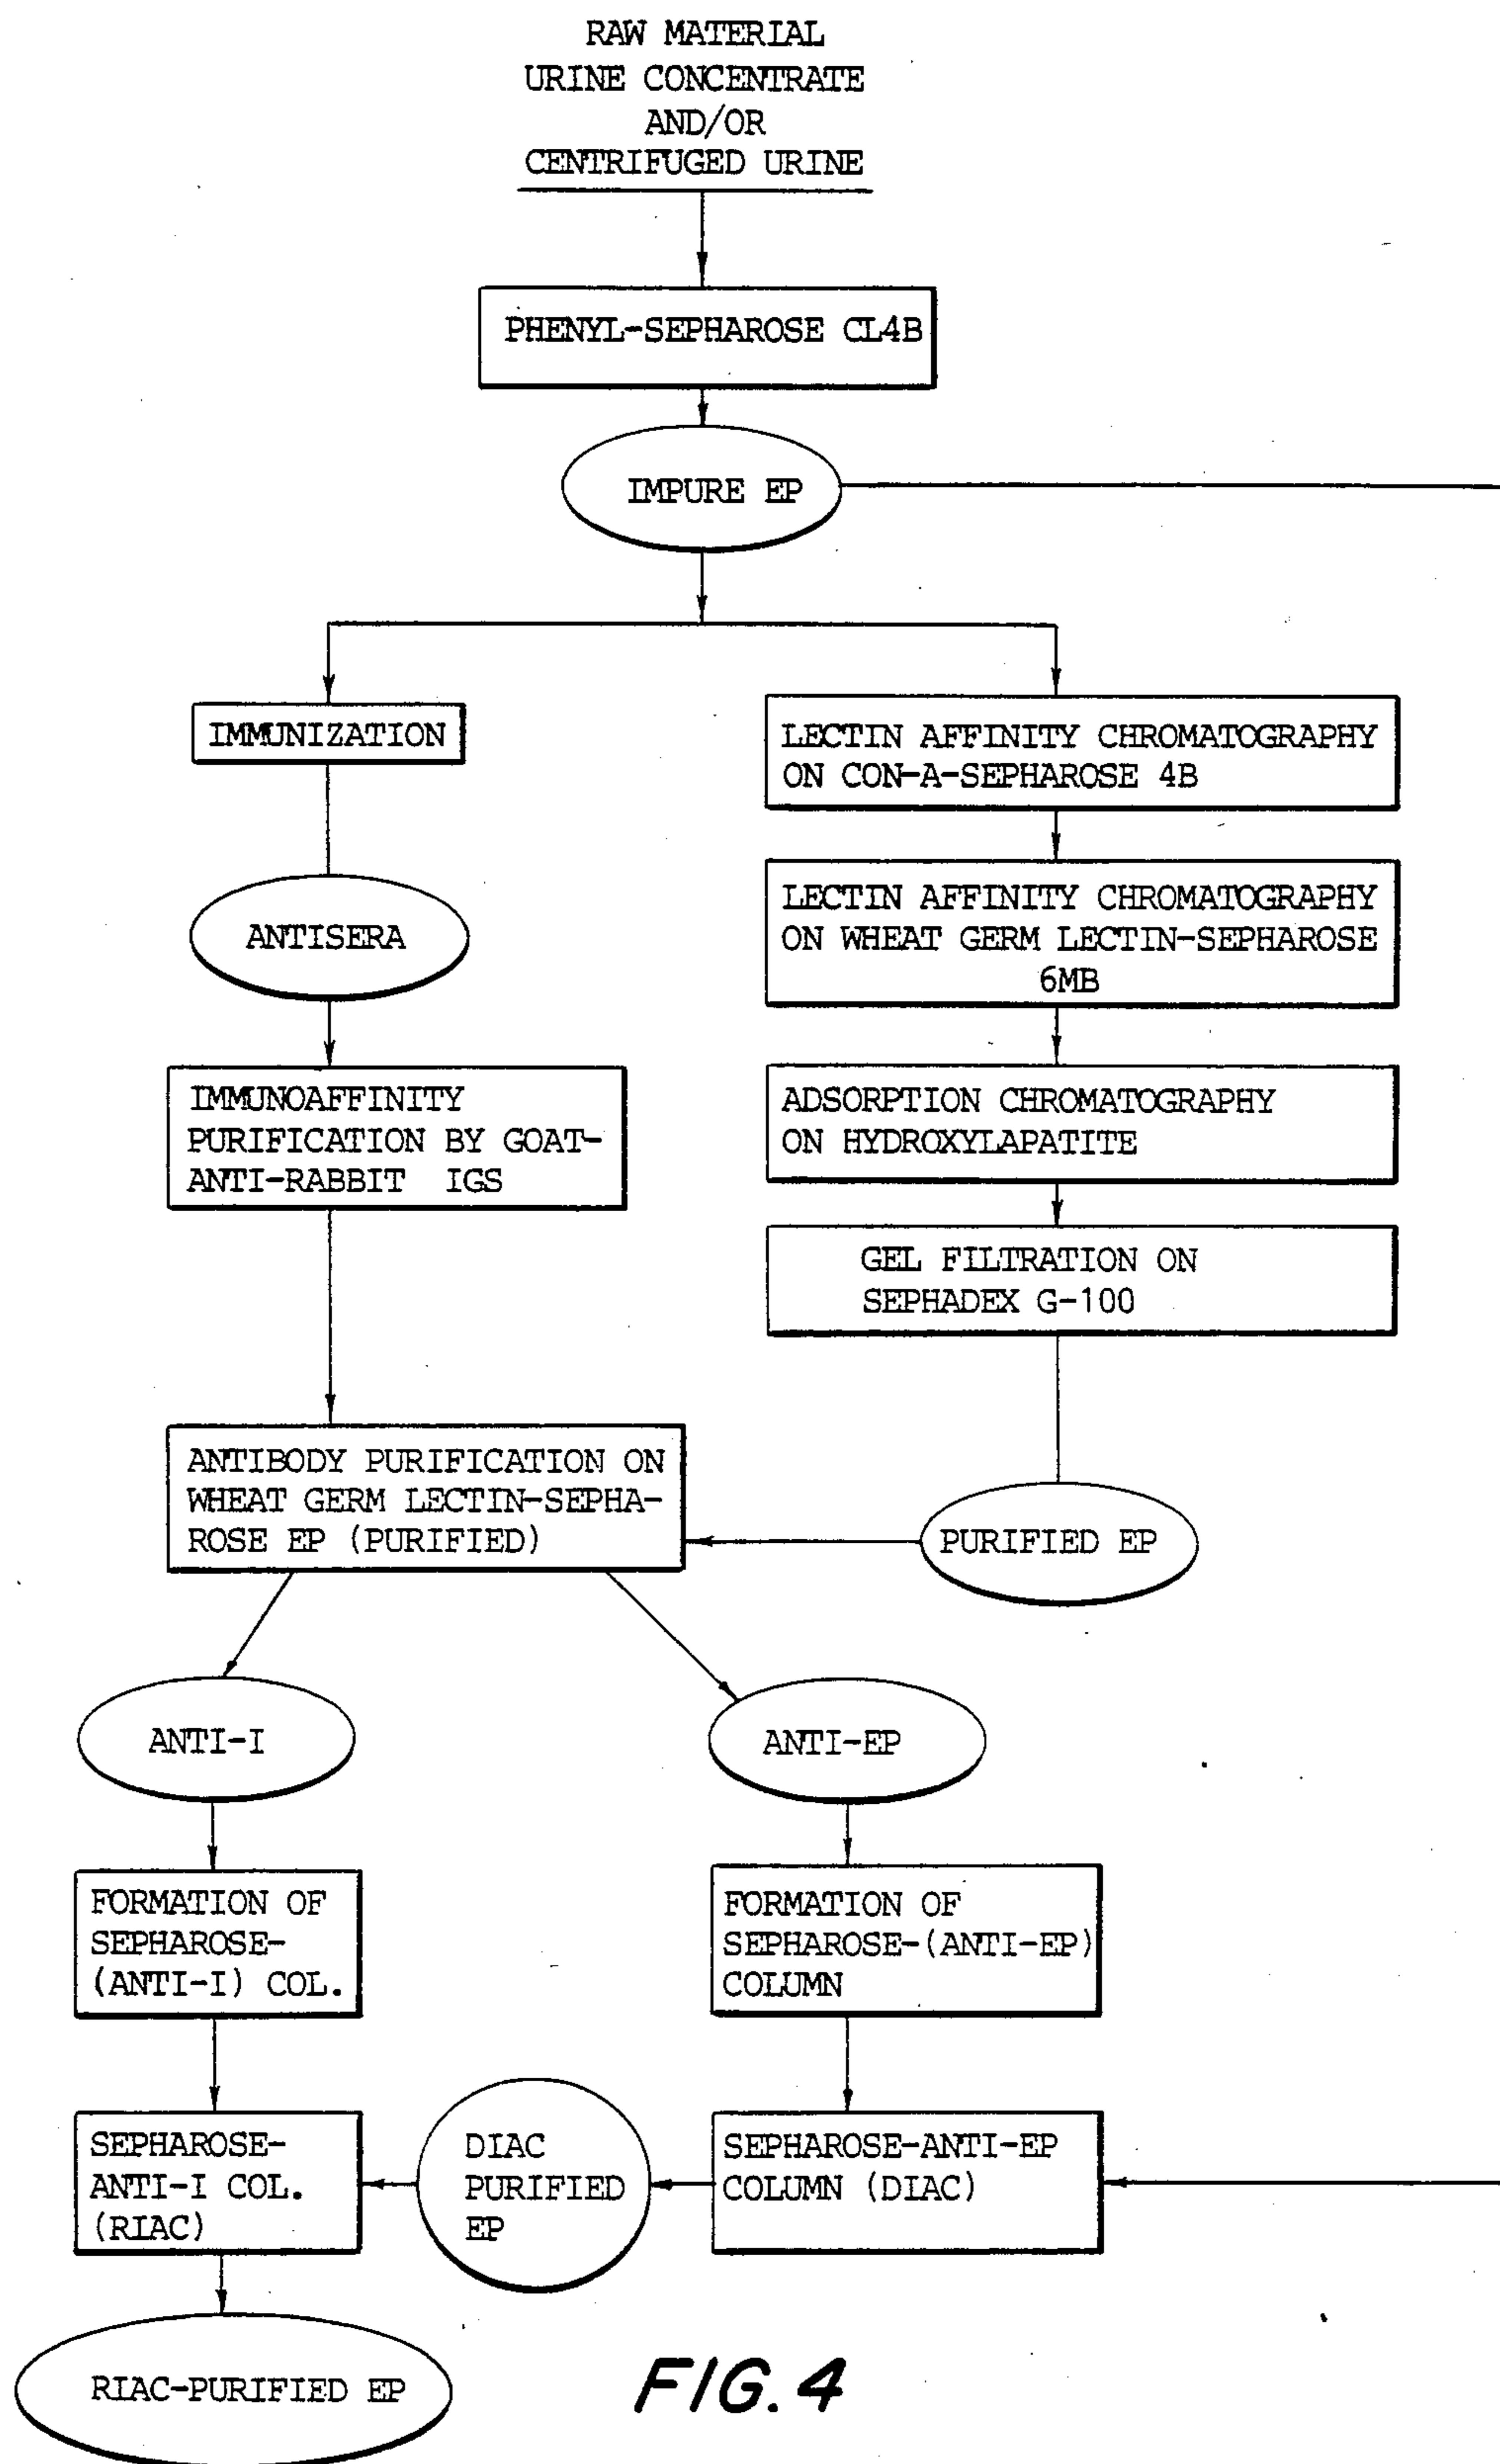 RAW MATERIAL
URINE CONCENTRATE
AND/OR
CENTRIFUGED URINE
PHENYL-SEPHAROSE CL4B
IMPURE EP
IMMUNIZATION
ANTISERA
IMMUNOAFFINITY
PURIFICATION BY GOAT-
ANTI-RABBIT IGS
LECTIN AFFINITY CHROMATOGRAPHY
ON CON-A-SEPHAROSE 4B
LECTIN AFFINITY CHROMATOGRAPHY
ON WHEAT GERM LECTIN-SEPHAROSE
6MB
ADSORPTION CHROMATOGRAPHY
ON HYDROXYLAPATITE
GEL FILTRATION ON
SEPHADEX G-100
ANTIBODY PURIFICATION ON
WHEAT GERM LECTIN-SEPHA-
ROSE EP (PURIFIED)
PURIFIED EP
ANTI-I
ANTI-EP
FORMATION OF
SEPHAROSE-
(ANTI-I) COL.
FORMATION OF
SEPHAROSE-(ANTI-EP)
COLUMN
SEPHAROSE-
ANTI-I COL.
(RIAC)
DIAC
PURIFIED
EP
SEPHAROSE-ANTI-EP
COLUMN (DIAC)
RIAC-PURIFIED EP
FIG. 4